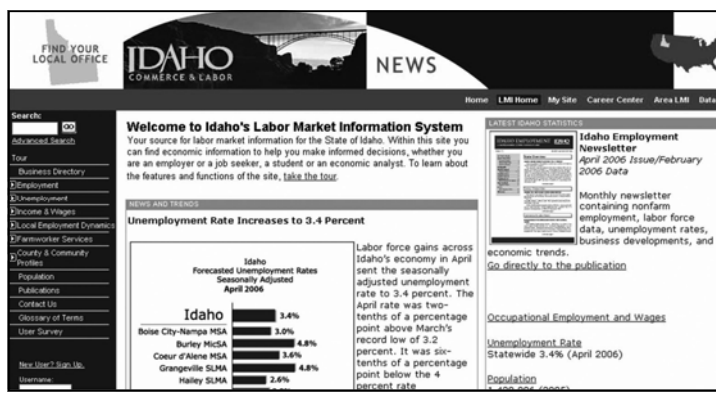 FIND YOUR
LOCAL OFFICE
IDAHO
COMMERCE & LABOR
NEWS
Home LMI Home My Site Career Center Area LMI Data
Search:
GO
Advanced Search
Tour
Business Directory
Employment
Unemployment
Income & Wages
Local Employment Dynamics
Farmworker Services
County & Community
Profiles
Population
Publications
Contact Us
Glossary of Terms
User Survey
New User? Sign Up.
Username:
Welcome to Idaho's Labor Market Information System
Your source for labor market information for the State of Idaho. Within this site you
can find economic information to help you make informed decisions, whether you
are an employer or a job seeker, a student or an economic analyst. To learn about
the features and functions of the site, take the tour.
NEWS AND TRENDS
Unemployment Rate Increases to 3.4 Percent
Idaho
Forecasted Unemployment Rates
Seasonally Adjusted
April 2006
Idaho 3.4%
Boise City-Nampa MSA 3.0%
Burley MicSA 4.8%
Coeur d'Alene MSA 3.6%
Grangeville SLMA 4.8%
Hailey SLMA 2.6%
Labor force gains across
Idaho's economy in April
sent the seasonally
adjusted unemployment
rate to 3.4 percent. The
April rate was two-
tenths of a percentage
point above March's
record low of 3.2
percent. It was six-
tenths of a percentage
point below the 4
percent rate
LATEST IDAHO STATISTICS
IDAHO EMPLOYMENT
Idaho Employment
Newsletter
April 2006 Issue/February
2006 Data
Monthly newsletter
containing nonfarm
employment, labor force
data, unemployment rates,
business developments, and
economic trends.
Go directly to the publication
Occupational Employment and Wages
Unemployment Rate
Statewide 3.4% (April 2006)
Population